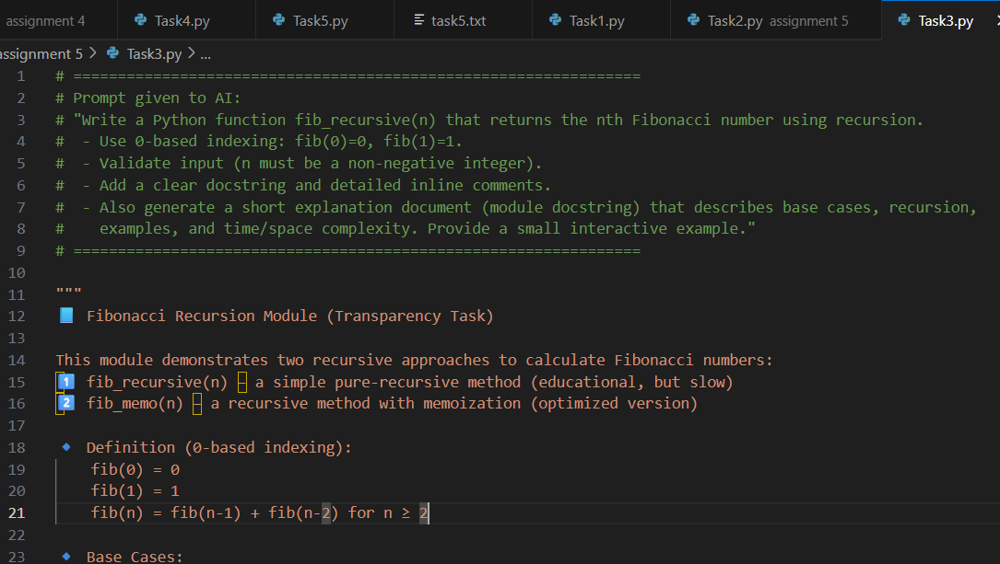 assignment 4 Task4.py Task5.py task5.txt Task1.py Task2.py assignment 5 Task3.py
assignment 5 > Task3.py > ...
1 # ================================================================
2 # Prompt given to AI:
3 # "Write a Python function fib_recursive(n) that returns the nth Fibonacci number using recursion.
4 #  - Use 0-based indexing: fib(0)=0, fib(1)=1.
5 #  - Validate input (n must be a non-negative integer).
6 #  - Add a clear docstring and detailed inline comments.
7 #  - Also generate a short explanation document (module docstring) that describes base cases, recursion,
8 #    examples, and time/space complexity. Provide a small interactive example."
9 # ================================================================
10
11 """
12 📘 Fibonacci Recursion Module (Transparency Task)
13
14 This module demonstrates two recursive approaches to calculate Fibonacci numbers:
15 1️⃣ fib_recursive(n) – a simple pure-recursive method (educational, but slow)
16 2️⃣ fib_memo(n) – a recursive method with memoization (optimized version)
17
18 🔹 Definition (0-based indexing):
19     fib(0) = 0
20     fib(1) = 1
21     fib(n) = fib(n-1) + fib(n-2) for n ≥ 2
22
23 🔹 Base Cases: